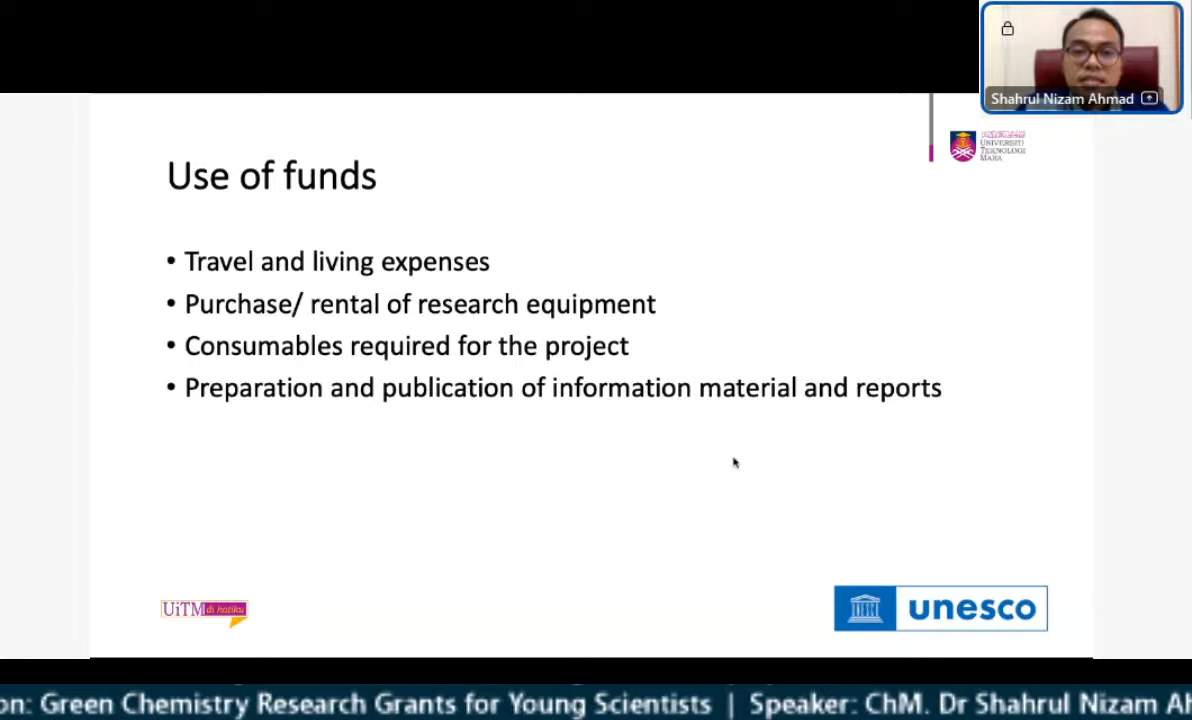 Shahrul Nizam Ahmad
UNIVERSITI
TEKNOLOGI
MARA
Use of funds
• Travel and living expenses
• Purchase/ rental of research equipment
• Consumables required for the project
• Preparation and publication of information material and reports
UiTM di hatiku
unesco
on: Green Chemistry Research Grants for Young Scientists | Speaker: ChM. Dr Shahrul Nizam Ah